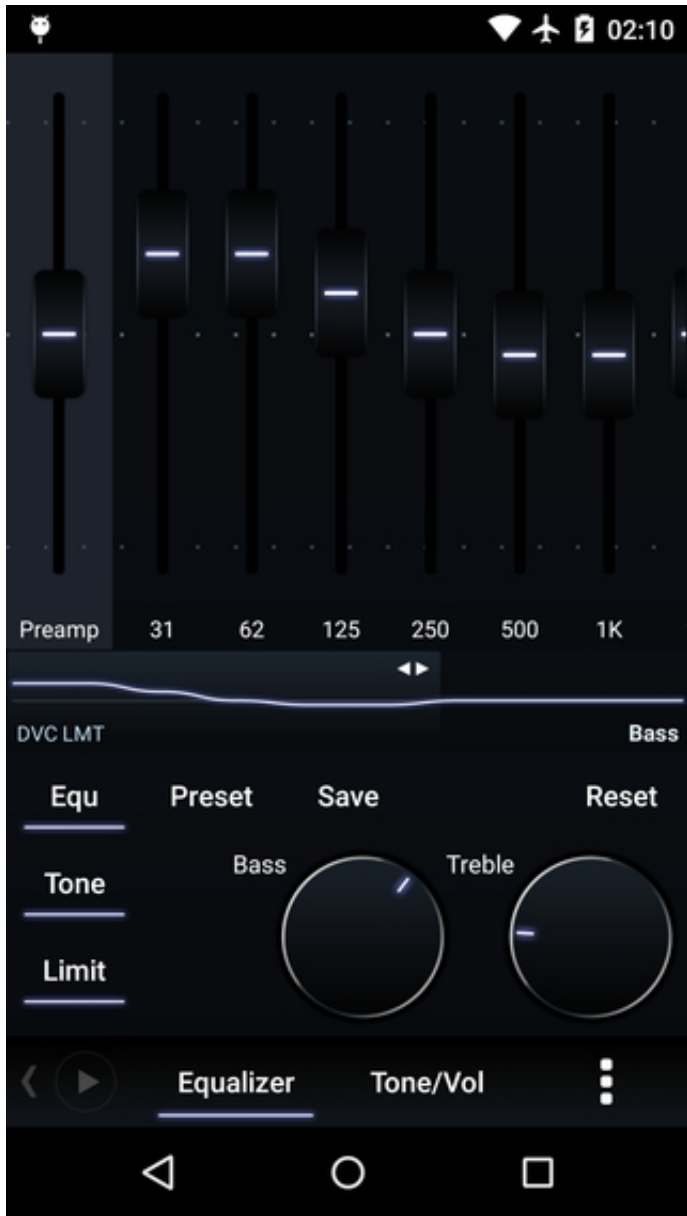 02:10
Preamp 31 62 125 250 500 1K
DVC LMT Bass
Equ Preset Save Reset
Bass Treble
Tone
Limit
Equalizer Tone/Vol